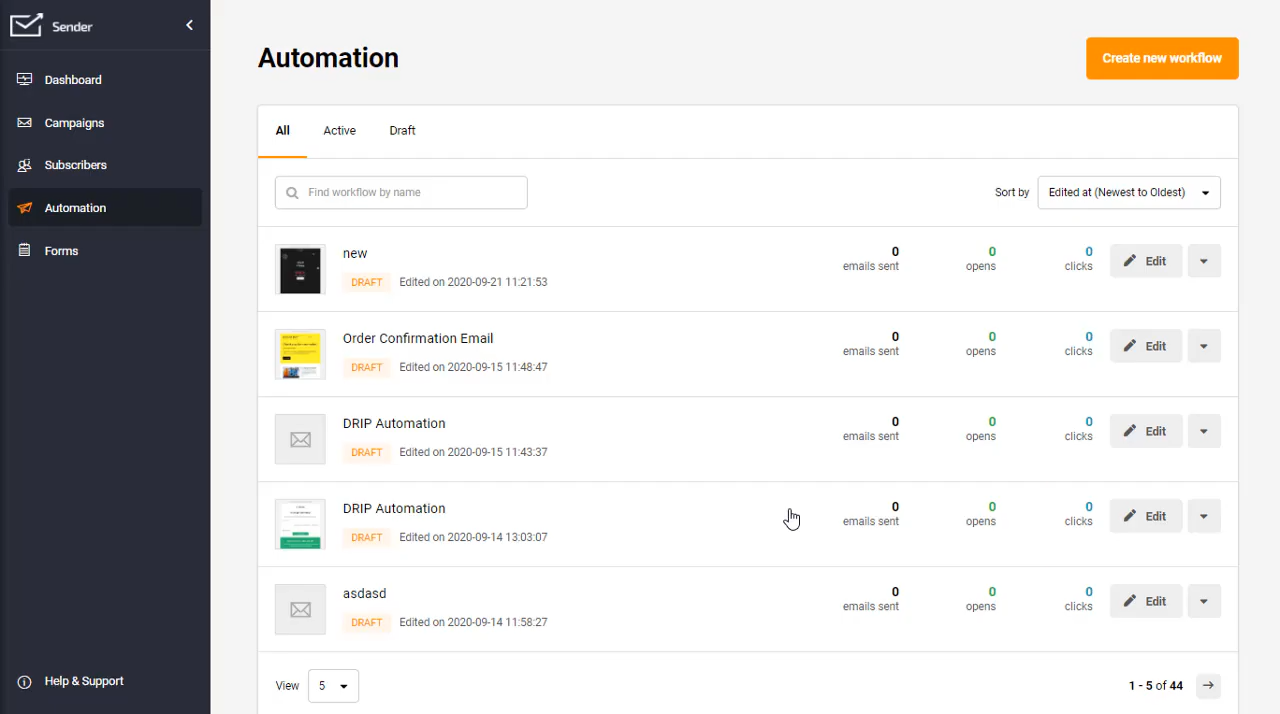 Sender
Dashboard
Campaigns
Subscribers
Automation
Forms
Help & Support
Automation
Create new workflow
All Active Draft
Find workflow by name
Sort by Edited at (Newest to Oldest)
new
DRAFT Edited on 2020-09-21 11:21:53
0 emails sent
0 opens
0 clicks
Edit
Order Confirmation Email
DRAFT Edited on 2020-09-15 11:48:47
0 emails sent
0 opens
0 clicks
Edit
DRIP Automation
DRAFT Edited on 2020-09-15 11:43:37
0 emails sent
0 opens
0 clicks
Edit
DRIP Automation
DRAFT Edited on 2020-09-14 13:03:07
0 emails sent
0 opens
0 clicks
Edit
asdasd
DRAFT Edited on 2020-09-14 11:58:27
0 emails sent
0 opens
0 clicks
Edit
View 5
1 - 5 of 44